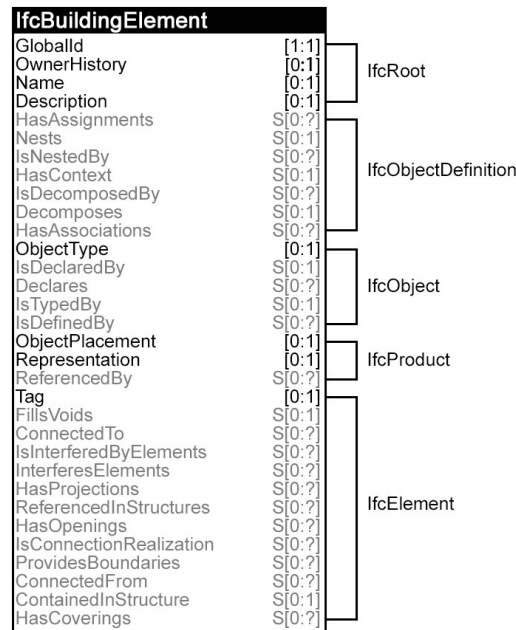 IfcBuildingElement
GlobalId [1:1]
OwnerHistory [0:1]
Name [0:1]
Description [0:1]
IfcRoot
HasAssignments S[0:?]
Nests S[0:1]
IsNestedBy S[0:?]
HasContext S[0:1]
IsDecomposedBy S[0:?]
Decomposes S[0:1]
HasAssociations S[0:?]
IfcObjectDefinition
ObjectType [0:1]
IsDeclaredBy S[0:1]
Declares S[0:?]
IsTypedBy S[0:1]
IsDefinedBy S[0:?]
IfcObject
ObjectPlacement [0:1]
Representation [0:1]
ReferencedBy S[0:?]
IfcProduct
Tag [0:1]
FillsVoids S[0:1]
ConnectedTo S[0:?]
IsInterferedByElements S[0:?]
InterferesElements S[0:?]
HasProjections S[0:?]
ReferencedInStructures S[0:?]
HasOpenings S[0:?]
IsConnectionRealization S[0:?]
ProvidesBoundaries S[0:?]
ConnectedFrom S[0:?]
ContainedInStructure S[0:1]
HasCoverings S[0:?]
IfcElement